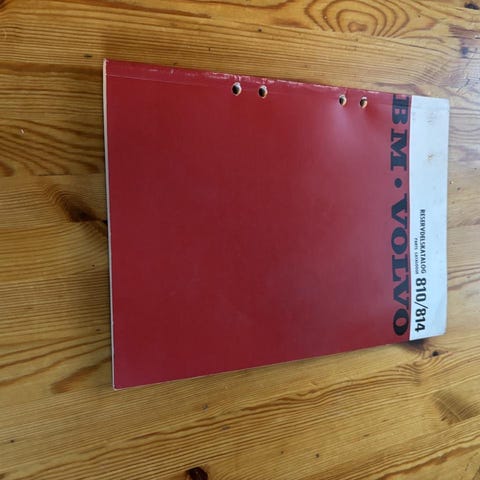 BM · VOLVO
RESERVDELSKATALOG 810/814
PARTS CATALOGUE